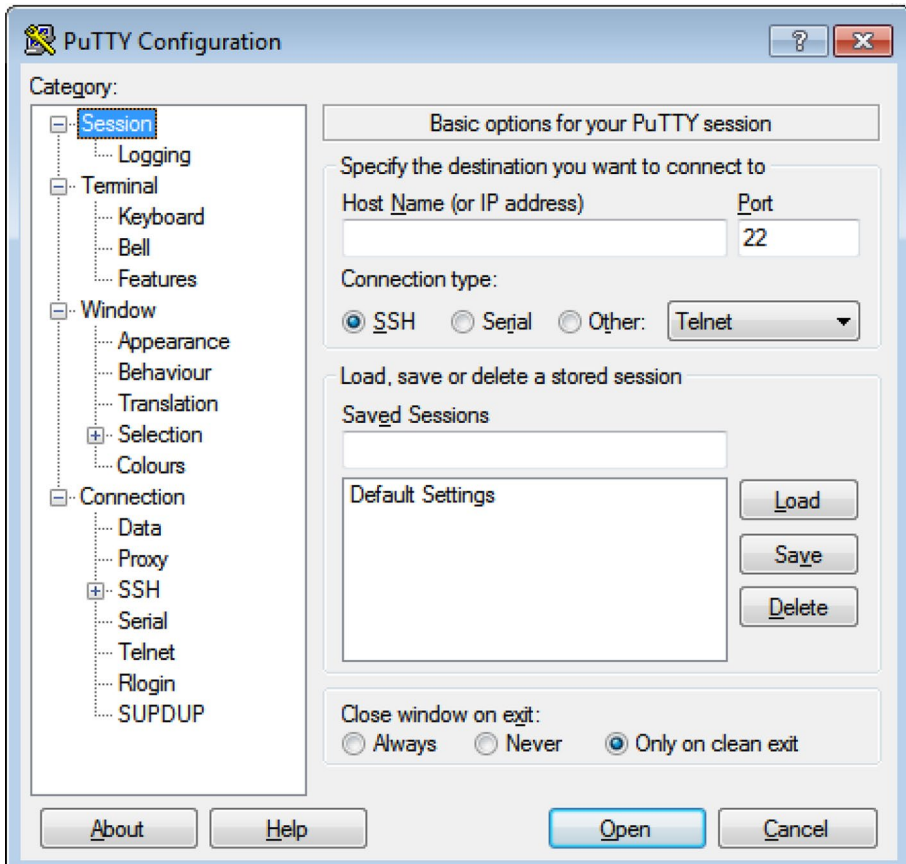 PuTTY Configuration
Category:
Session
Logging
Terminal
Keyboard
Bell
Features
Window
Appearance
Behaviour
Translation
Selection
Colours
Connection
Data
Proxy
SSH
Serial
Telnet
Rlogin
SUPDUP
Basic options for your PuTTY session
Specify the destination you want to connect to
Host Name (or IP address) Port
22
Connection type:
SSH Serial Other: Telnet
Load, save or delete a stored session
Saved Sessions
Default Settings
Load
Save
Delete
Close window on exit:
Always Never Only on clean exit
About Help Open Cancel